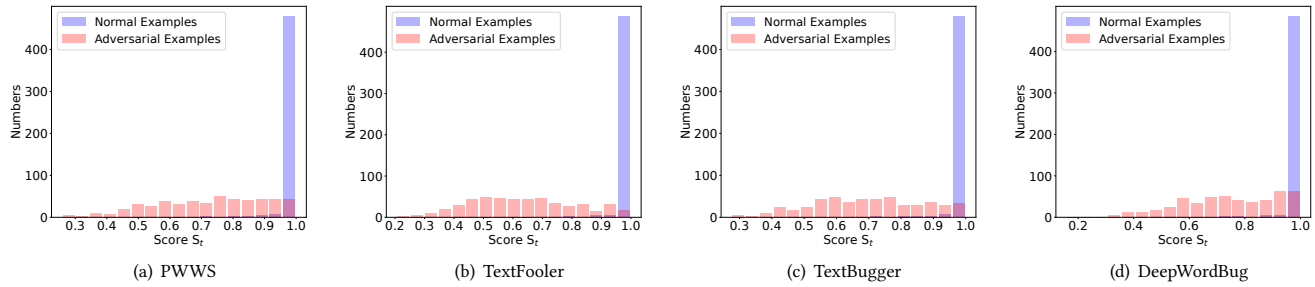 Normal Examples
Adversarial Examples
400
300
200
100
0
Numbers
0.3 0.4 0.5 0.6 0.7 0.8 0.9 1.0
Score S_t
(a) PWWS
Normal Examples
Adversarial Examples
400
300
200
100
0
Numbers
0.2 0.3 0.4 0.5 0.6 0.7 0.8 0.9 1.0
Score S_t
(b) TextFooler
Normal Examples
Adversarial Examples
400
300
200
100
0
Numbers
0.3 0.4 0.5 0.6 0.7 0.8 0.9 1.0
Score S_t
(c) TextBugger
Normal Examples
Adversarial Examples
400
300
200
100
0
Numbers
0.2 0.4 0.6 0.8 1.0
Score S_t
(d) DeepWordBug